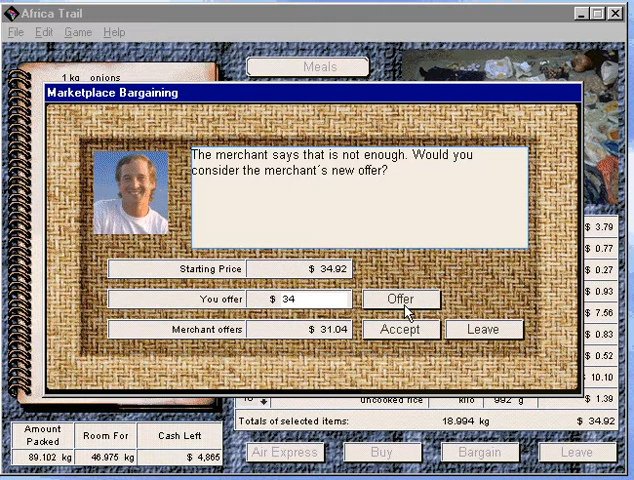 Africa Trail
File Edit Game Help
Meals
1 kg onions
Marketplace Bargaining
The merchant says that is not enough. Would you
consider the merchant´s new offer?
Starting Price $ 34.92
You offer $ 34 Offer
Merchant offers $ 31.04 Accept Leave
$ 3.79
$ 0.77
$ 0.27
$ 0.93
$ 7.56
$ 0.83
$ 0.52
10.10
uncooked rice kilo 992 g $ 1.39
Totals of selected items: 18.994 kg $ 34.92
Amount Packed Room For Cash Left
89.102 kg 46.975 kg $ 4,865
Air Express Buy Bargain Leave